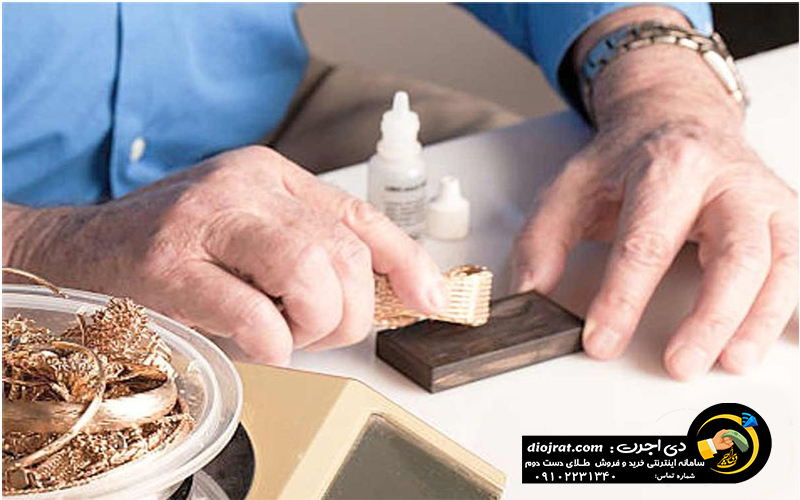 دی اجرت : diojrat.com
سامانه اینترنتی خرید و فروش طلای دست دوم
شماره تماس: ۰۹۱۰۲۲۳۱۳۴۰